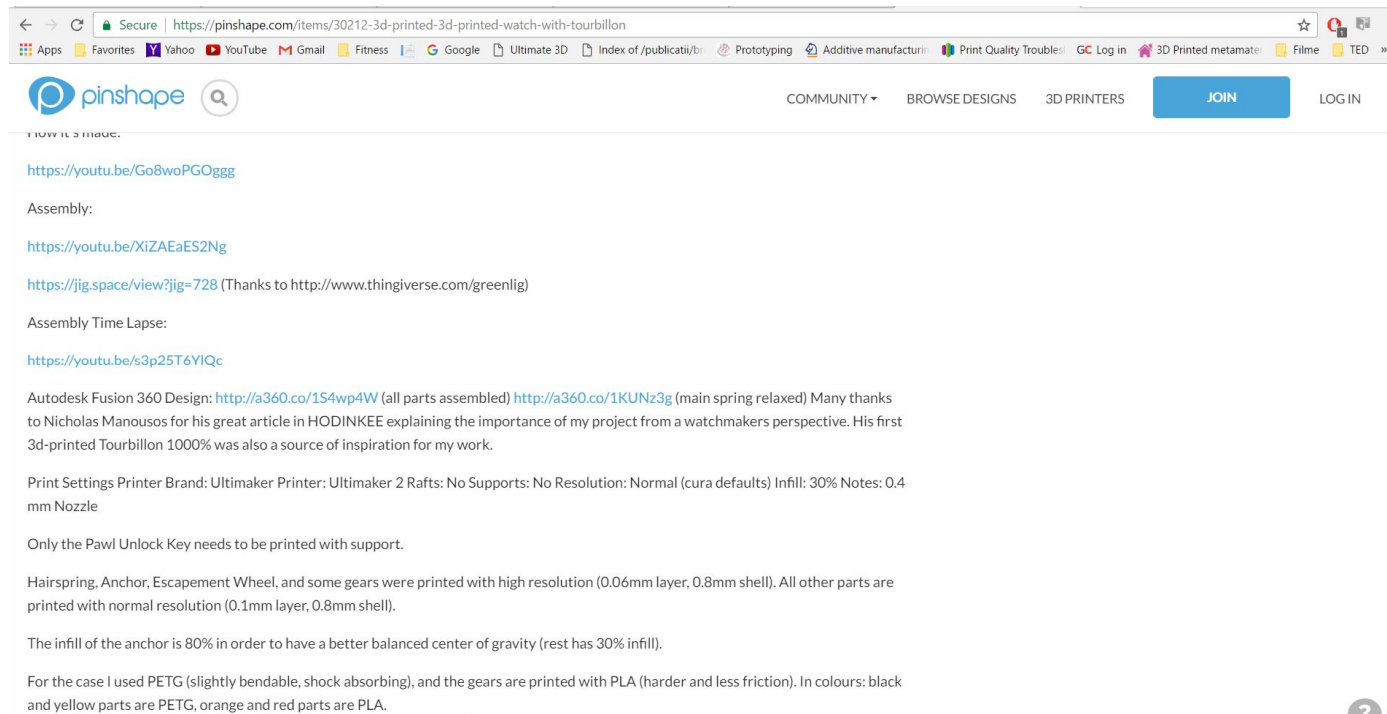 Secure | https://pinshape.com/items/30212-3d-printed-3d-printed-watch-with-tourbillon
Apps Favorites Yahoo YouTube Gmail Fitness Google Ultimate 3D Index of /publicatii/br Prototyping Additive manufacturin Print Quality Troubles GC Log in 3D Printed metamate Filme TED »
pinshape COMMUNITY BROWSE DESIGNS 3D PRINTERS JOIN LOG IN
How it's made:
https://youtu.be/Go8woPGOggg
Assembly:
https://youtu.be/XiZAEaES2Ng
https://jig.space/view?jig=728 (Thanks to http://www.thingiverse.com/greenlig)
Assembly Time Lapse:
https://youtu.be/s3p25T6YlQc
Autodesk Fusion 360 Design: http://a360.co/1S4wp4W (all parts assembled) http://a360.co/1KUNz3g (main spring relaxed) Many thanks
to Nicholas Manousos for his great article in HODINKEE explaining the importance of my project from a watchmakers perspective. His first
3d-printed Tourbillon 1000% was also a source of inspiration for my work.
Print Settings Printer Brand: Ultimaker Printer: Ultimaker 2 Rafts: No Supports: No Resolution: Normal (cura defaults) Infill: 30% Notes: 0.4
mm Nozzle
Only the Pawl Unlock Key needs to be printed with support.
Hairspring, Anchor, Escapement Wheel, and some gears were printed with high resolution (0.06mm layer, 0.8mm shell). All other parts are
printed with normal resolution (0.1mm layer, 0.8mm shell).
The infill of the anchor is 80% in order to have a better balanced center of gravity (rest has 30% infill).
For the case I used PETG (slightly bendable, shock absorbing), and the gears are printed with PLA (harder and less friction). In colours: black
and yellow parts are PETG, orange and red parts are PLA.
?